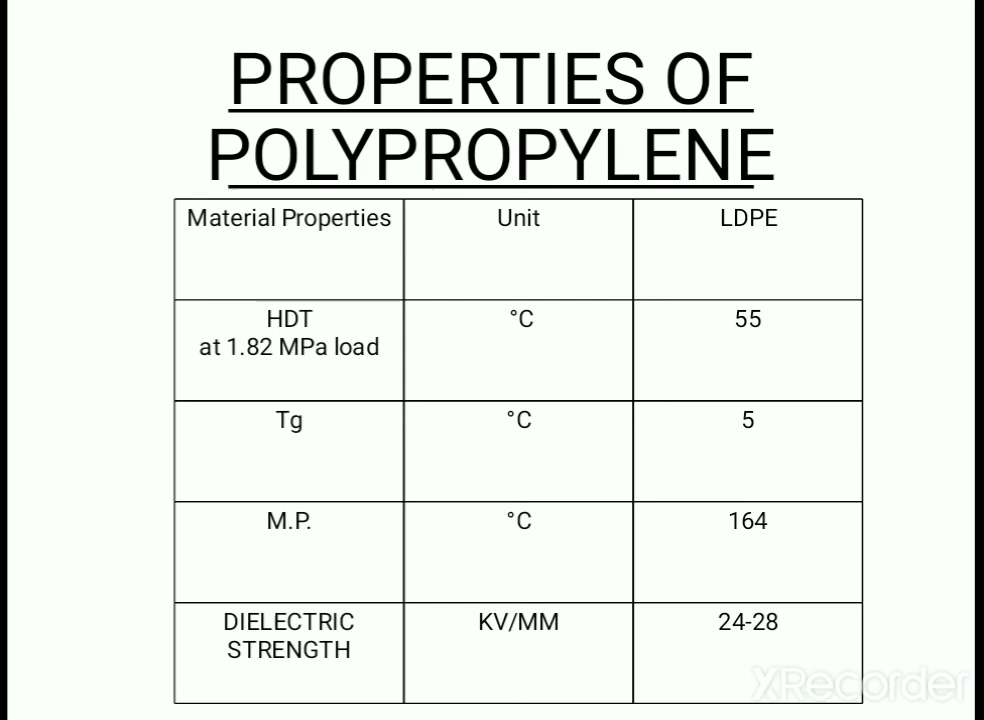 PROPERTIES OF
POLYPROPYLENE
Material Properties Unit LDPE
HDT °C 55
at 1.82 MPa load
Tg °C 5
M.P. °C 164
DIELECTRIC KV/MM 24-28
STRENGTH
XRecorder